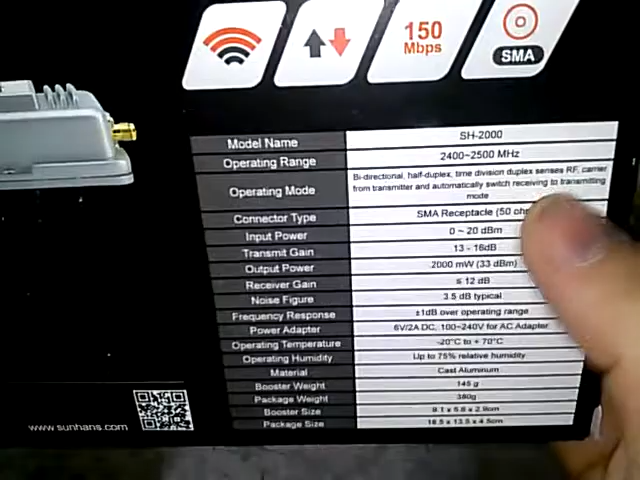 150
Mbps
SMA
Model Name SH-2000
Operating Range 2400~2500 MHz
Operating Mode Bi-directional, half-duplex, time division duplex senses RF, carrier
from transmitter and automatically switch receiving to transmitting
mode
Connector Type SMA Receptacle (50
Input Power 0 ~ 20 dBm
Transmit Gain 13 - 16dB
Output Power 2000 mW (33 dBm)
Receiver Gain ≤ 12 dB
Noise Figure 3.5 dB typical
Frequency Response ±1dB over operating range
Power Adapter 6V/2A DC, 100~240V for AC Adapter
Operating Temperature -20°C to + 70°C
Operating Humidity Up to 75% relative humidity
Material Cast Aluminum
Booster Weight 145 g
Package Weight 380g
Booster Size
Package Size
www.sunhans.com